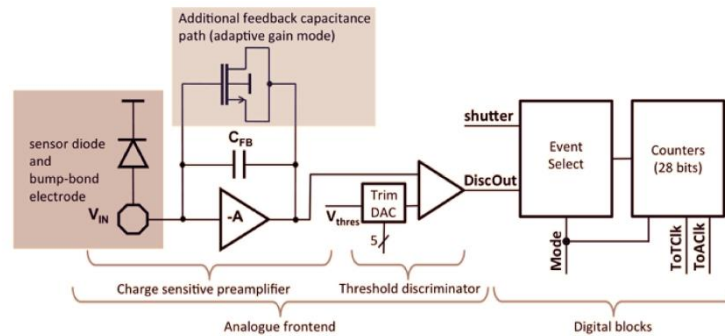 Additional feedback capacitance
path (adaptive gain mode)
sensor diode
and
bump-bond
electrode
V_IN
C_FB
-A
V_thres
Trim
DAC
5
shutter
DiscOut
Event
Select
Counters
(28 bits)
Mode
ToTClk
ToAClk
Charge sensitive preamplifier
Threshold discriminator
Analogue frontend
Digital blocks